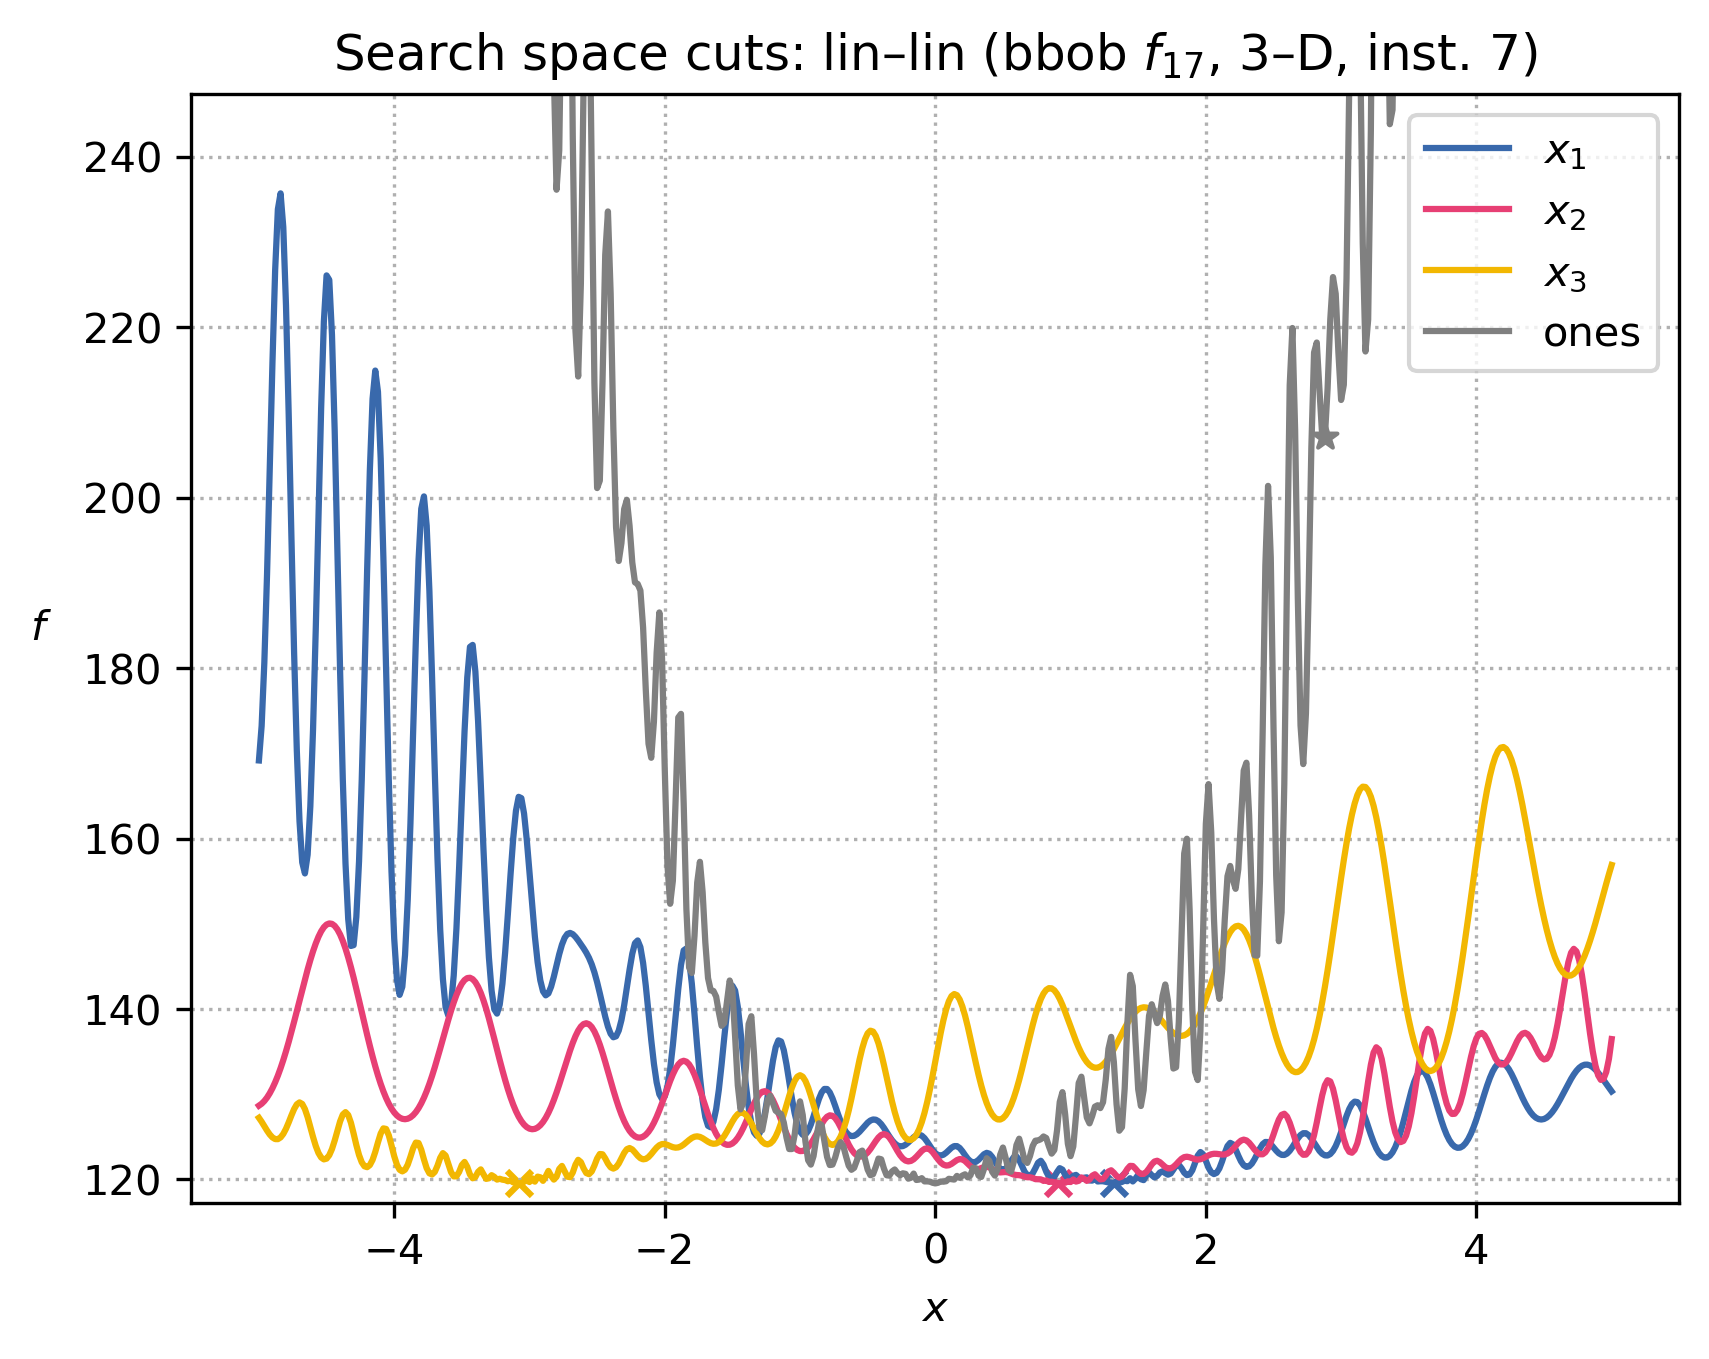 Search space cuts: lin–lin (bbob f₁₇, 3–D, inst. 7)
240
220
200
180
160
140
120
f
−4
−2
0
2
4
x
x₁
x₂
x₃
ones